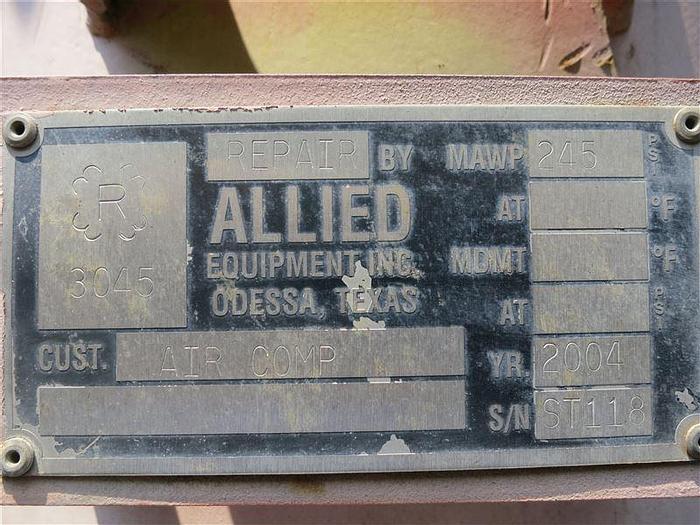 R
3045
REPAIR BY
ALLIED
EQUIPMENT INC.
ODESSA, TEXAS
CUST. AIR COMP
MAWP 245 PSI
AT °F
MDMT °F
AT PSI
YR. 2004
S/N ST118